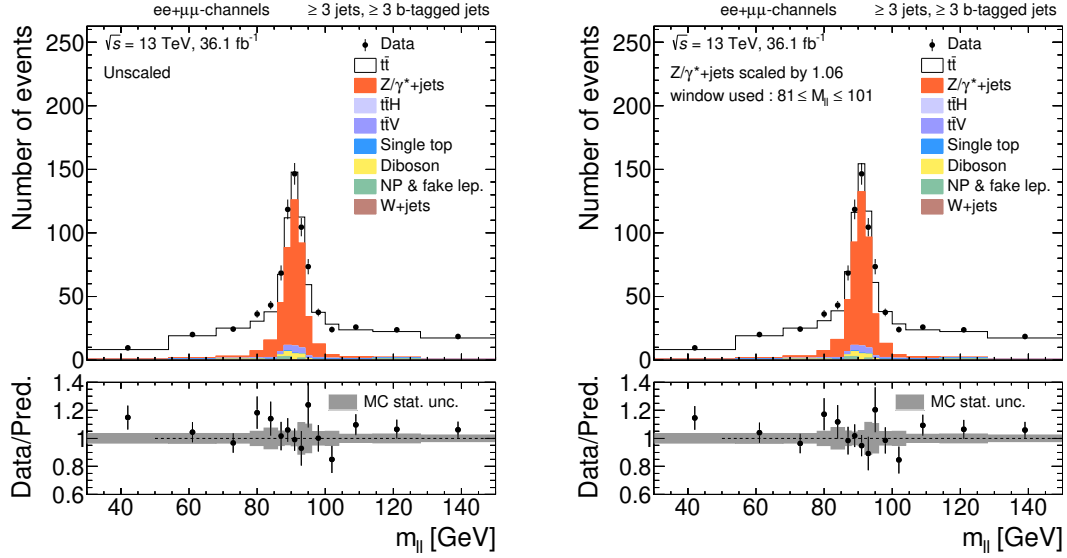 ee+μμ-channels ≥ 3 jets, ≥ 3 b-tagged jets
√s = 13 TeV, 36.1 fb⁻¹
Unscaled
Data
tt̄
Z/γ*+jets
tt̄H
tt̄V
Single top
Diboson
NP & fake lep.
W+jets
Number of events
250
200
150
100
50
0
MC stat. unc.
Data/Pred.
1.4
1.2
1
0.8
0.6
40 60 80 100 120 140
m_ll [GeV]
ee+μμ-channels ≥ 3 jets, ≥ 3 b-tagged jets
√s = 13 TeV, 36.1 fb⁻¹
Z/γ*+jets scaled by 1.06
window used : 81 ≤ M_ll ≤ 101
Data
tt̄
Z/γ*+jets
tt̄H
tt̄V
Single top
Diboson
NP & fake lep.
W+jets
Number of events
250
200
150
100
50
0
MC stat. unc.
Data/Pred.
1.4
1.2
1
0.8
0.6
40 60 80 100 120 140
m_ll [GeV]